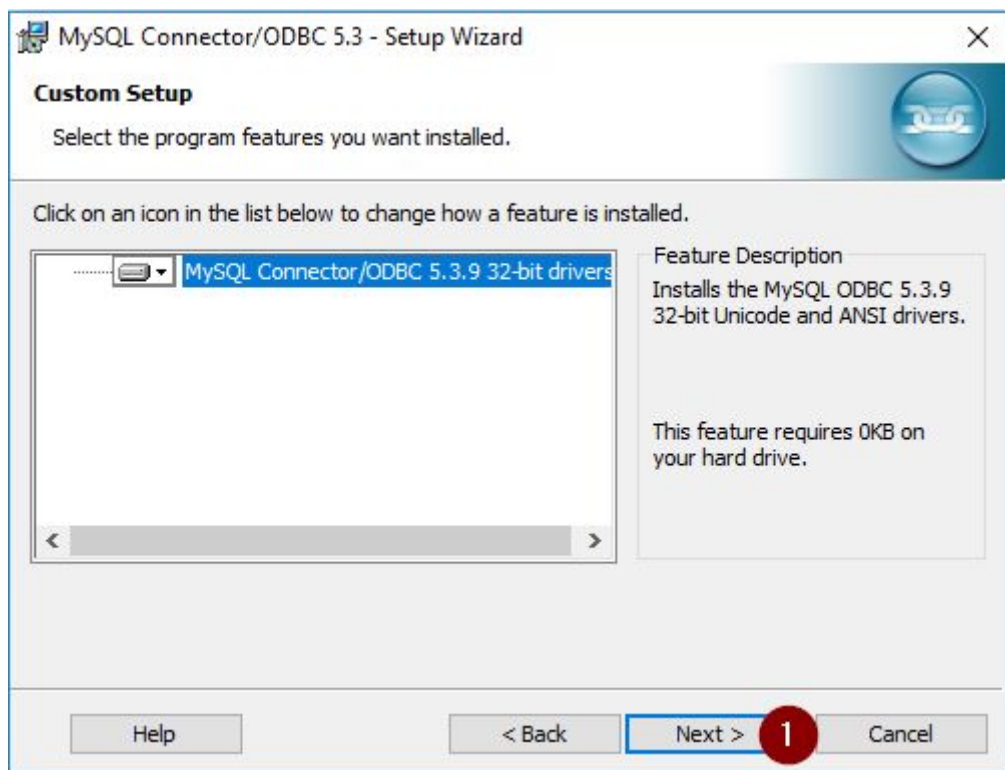 MySQL Connector/ODBC 5.3 - Setup Wizard
Custom Setup
Select the program features you want installed.
Click on an icon in the list below to change how a feature is installed.
MySQL Connector/ODBC 5.3.9 32-bit drivers
Feature Description
Installs the MySQL ODBC 5.3.9
32-bit Unicode and ANSI drivers.
This feature requires 0KB on
your hard drive.
Help
< Back
Next >
1
Cancel